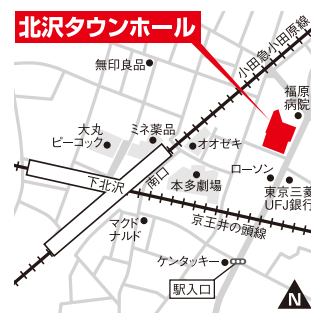 北沢タウンホール
小田急小田原線
無印良品
福原
病院
大丸
ピーコック
ミネ薬品
オオゼキ
下北沢
南口
本多劇場
ローソン
東京三菱
UFJ銀行
マクド
ナルド
京王井の頭線
ケンタッキー
駅入口
N